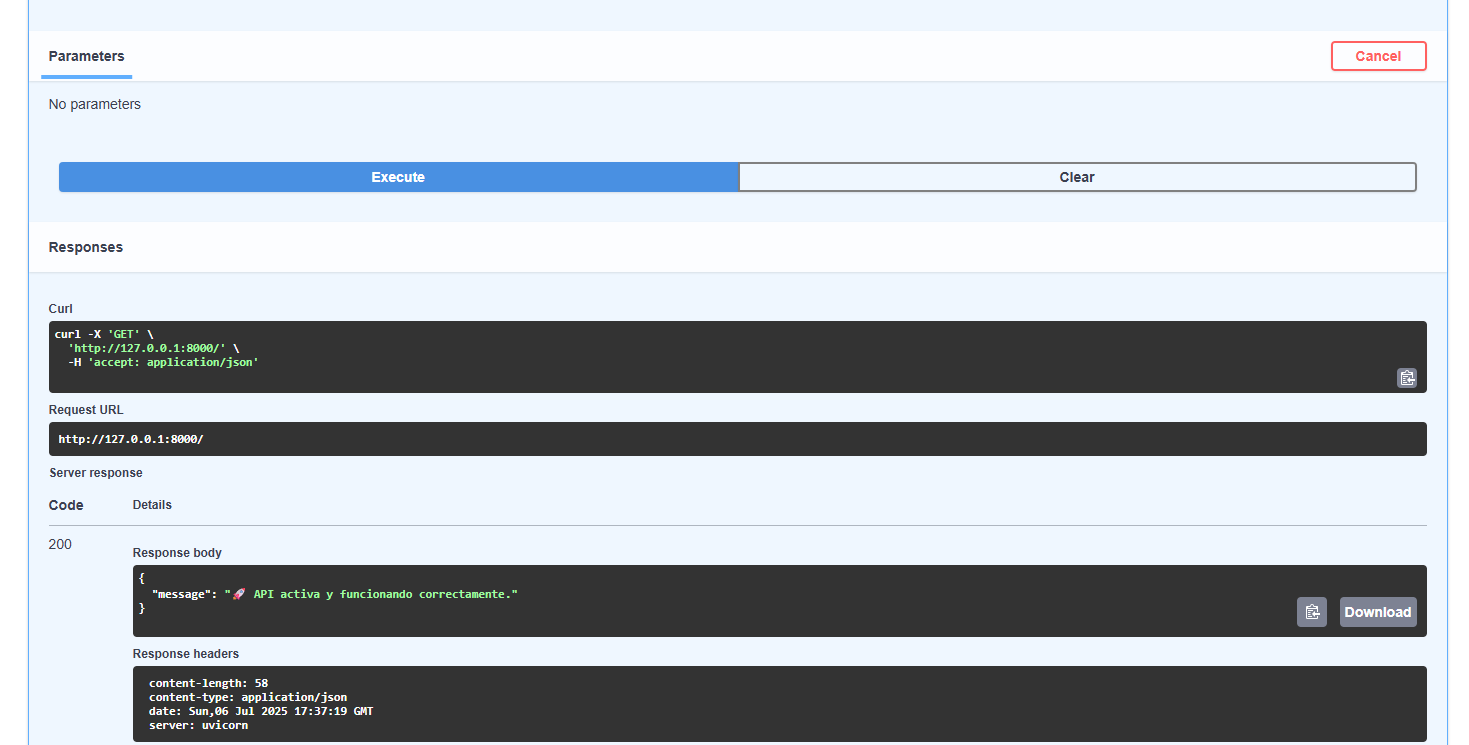 Parameters
Cancel
No parameters
Execute
Clear
Responses
Curl
curl -X 'GET' \
  'http://127.0.0.1:8000/' \
  -H 'accept: application/json'
Request URL
http://127.0.0.1:8000/
Server response
Code Details
200
Response body
{
  "message": "🚀 API activa y funcionando correctamente."
}
Download
Response headers
content-length: 58
content-type: application/json
date: Sun,06 Jul 2025 17:37:19 GMT
server: uvicorn